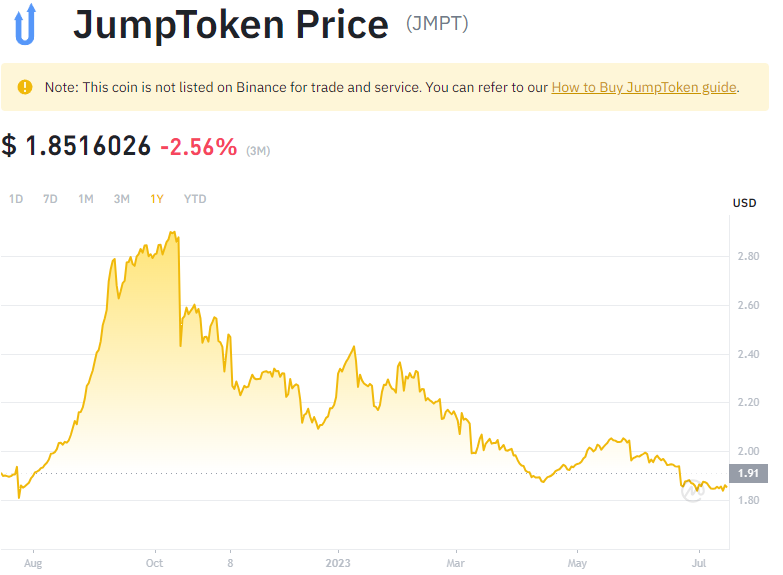 JumpToken Price (JMPT)
Note: This coin is not listed on Binance for trade and service. You can refer to our How to Buy JumpToken guide.
$ 1.8516026 -2.56% (3M)
1D 7D 1M 3M 1Y YTD
USD
2.80
2.60
2.40
2.20
2.00
1.91
1.80
Aug Oct 8 2023 Mar May Jul